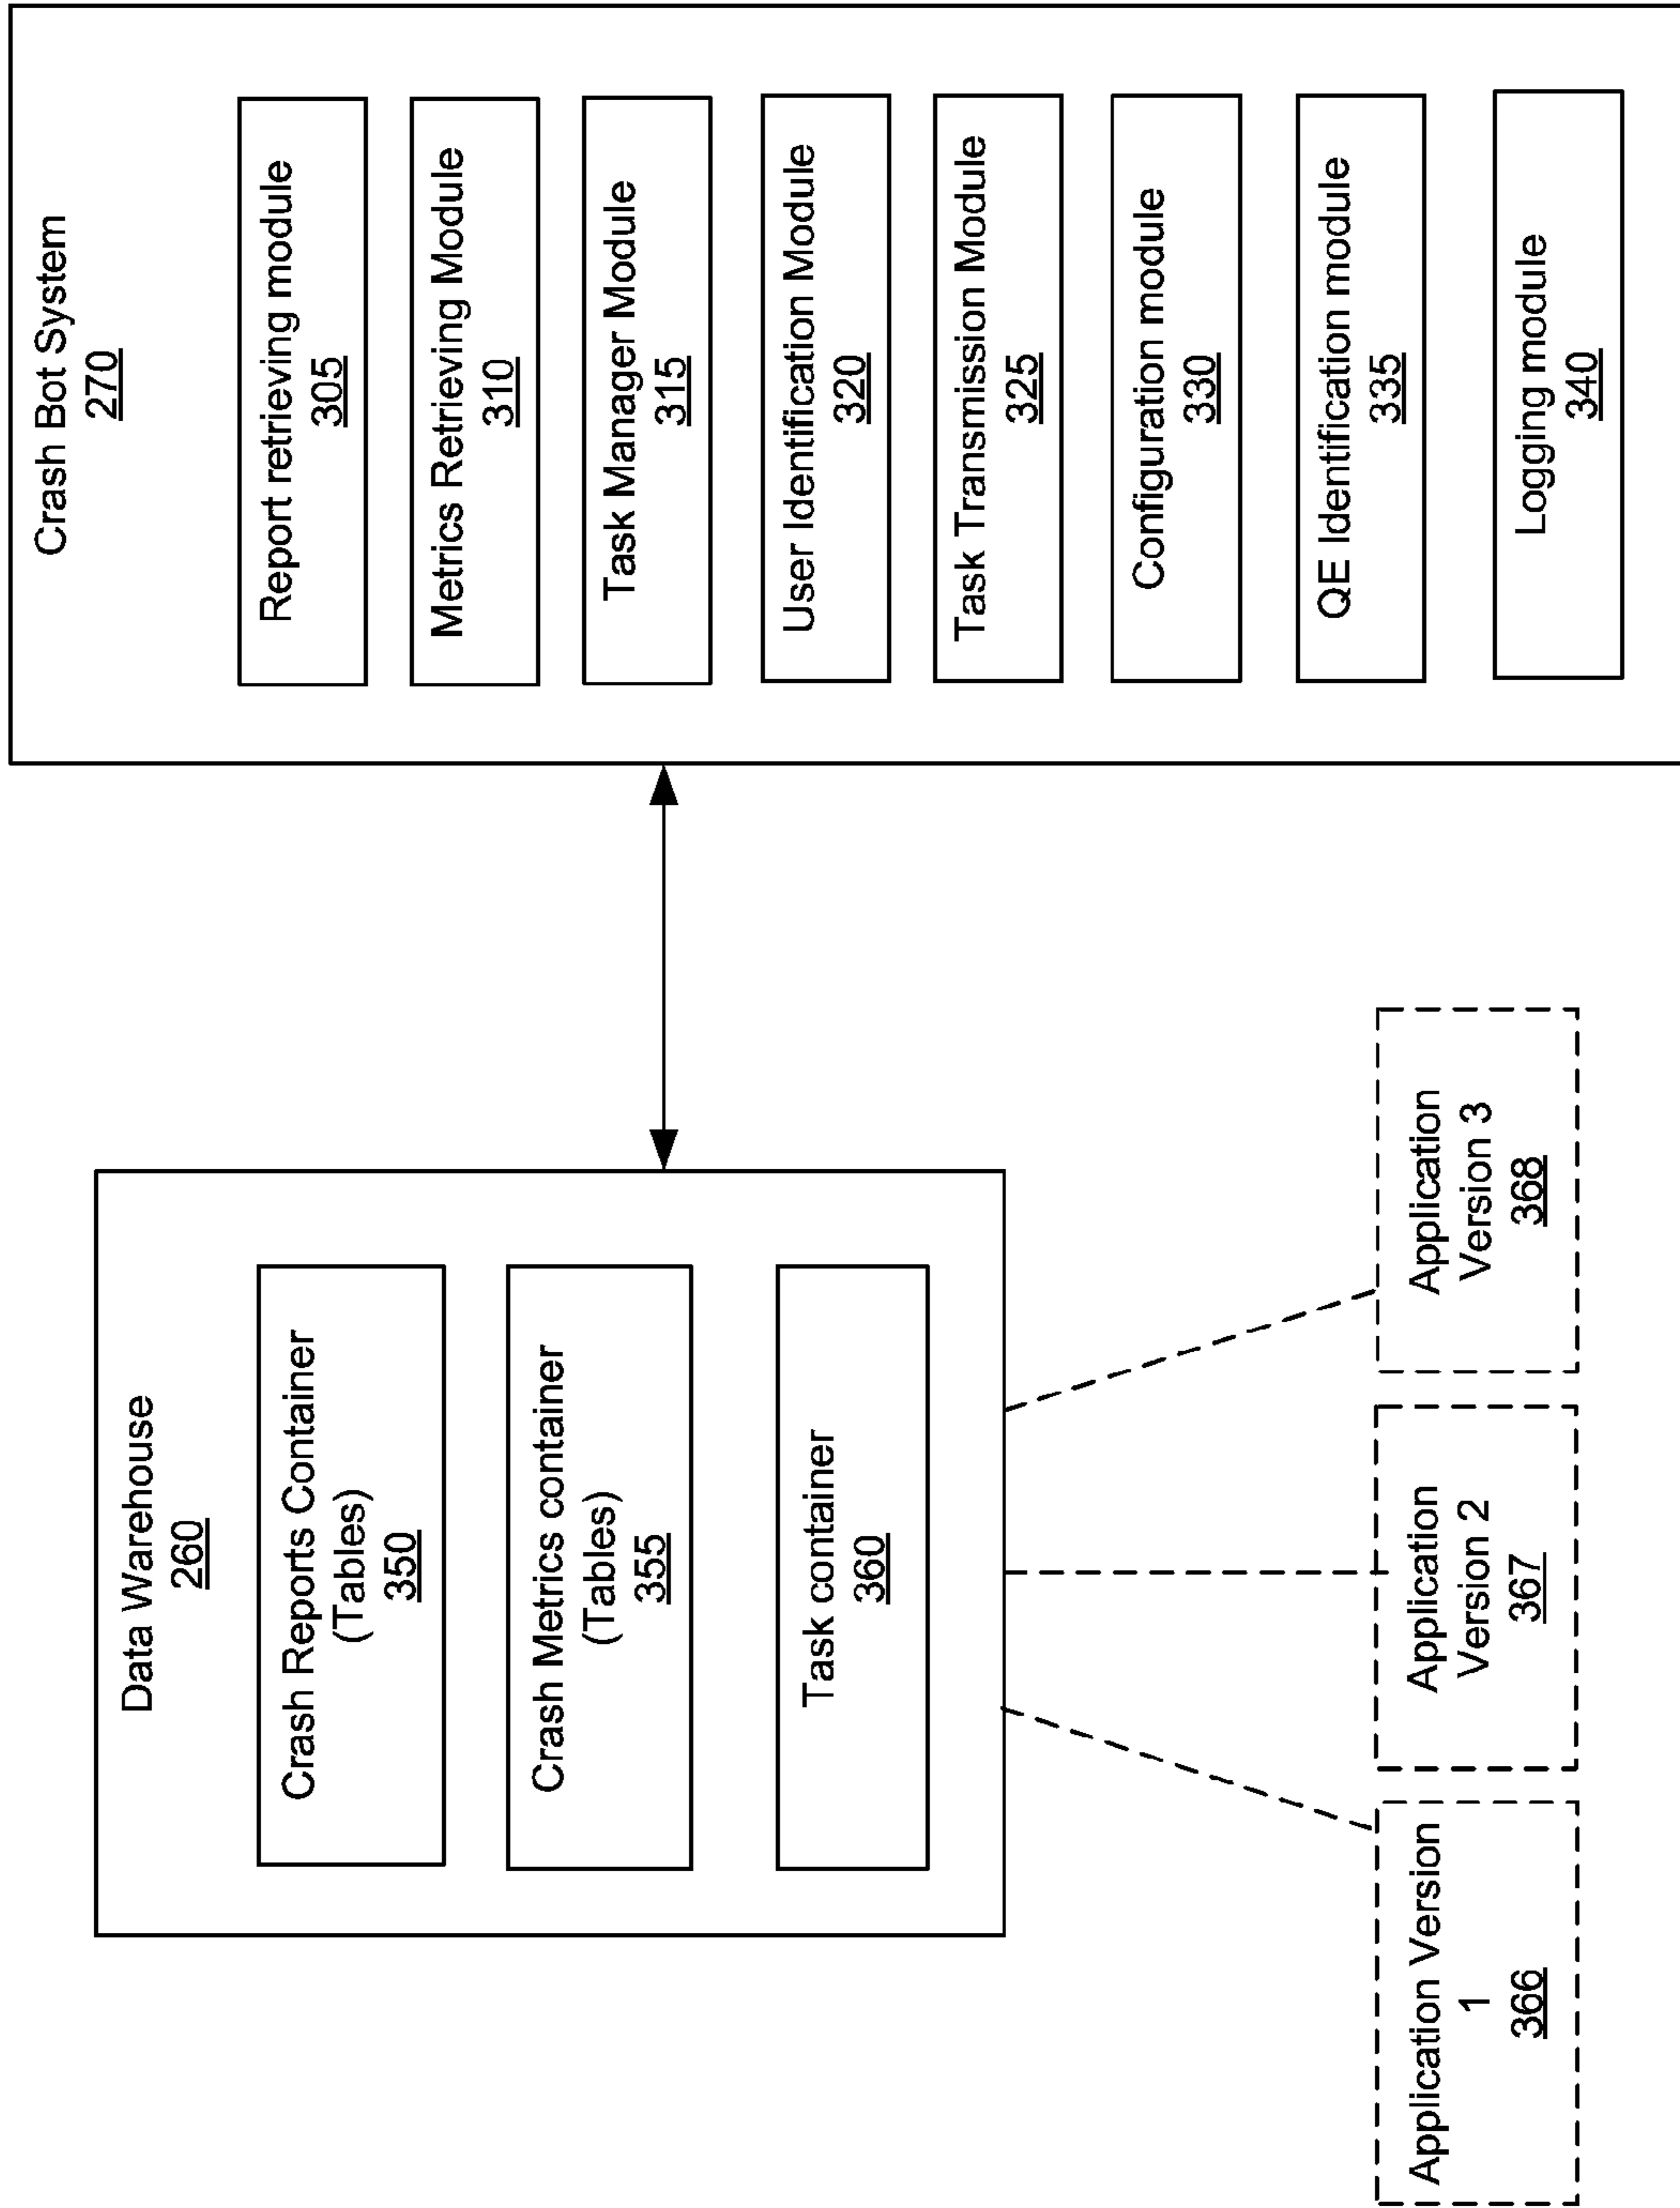 Data Warehouse
260
Crash Reports Container
(Tables)
350
Crash Metrics container
(Tables)
355
Task container
360
Application Version
1
366
Application
Version 2
367
Application
Version 3
368
Crash Bot System
270
Report retrieving module
305
Metrics Retrieving Module
310
Task Manager Module
315
User Identification Module
320
Task Transmission Module
325
Configuration module
330
QE Identification module
335
Logging module
340